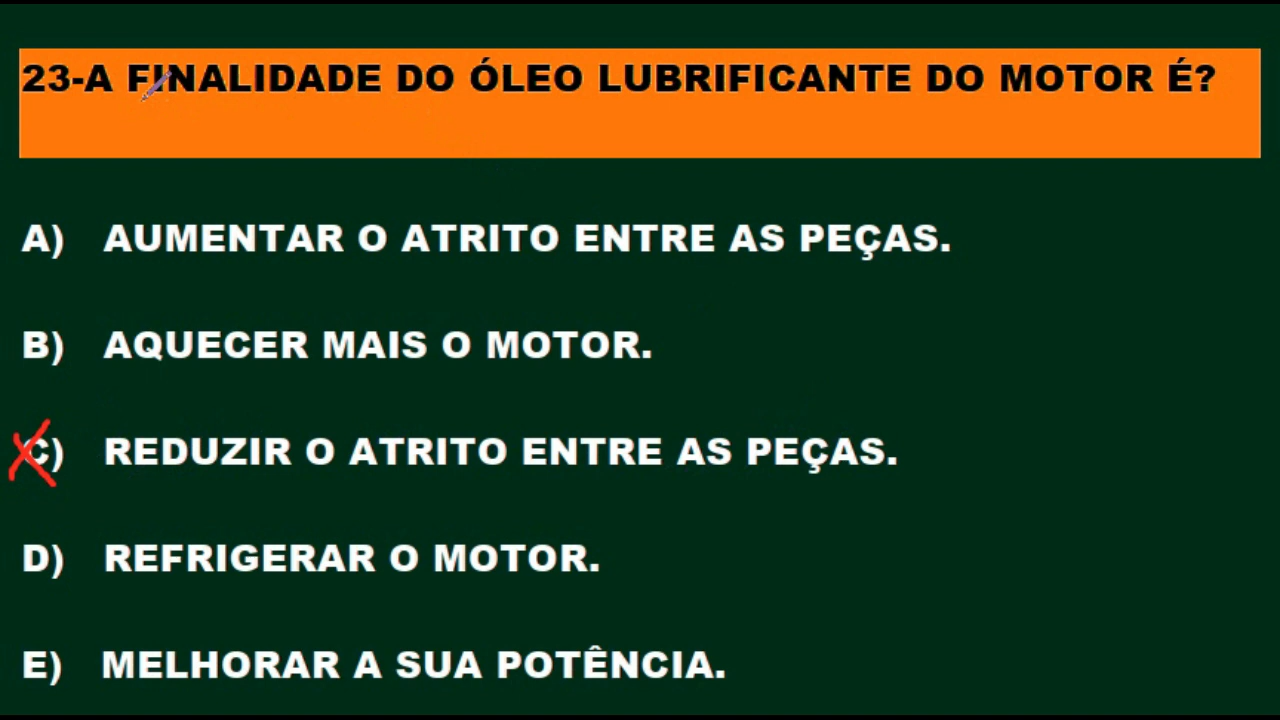 23-A FINALIDADE DO ÓLEO LUBRIFICANTE DO MOTOR É?
A) AUMENTAR O ATRITO ENTRE AS PEÇAS.
B) AQUECER MAIS O MOTOR.
C) REDUZIR O ATRITO ENTRE AS PEÇAS.
D) REFRIGERAR O MOTOR.
E) MELHORAR A SUA POTÊNCIA.